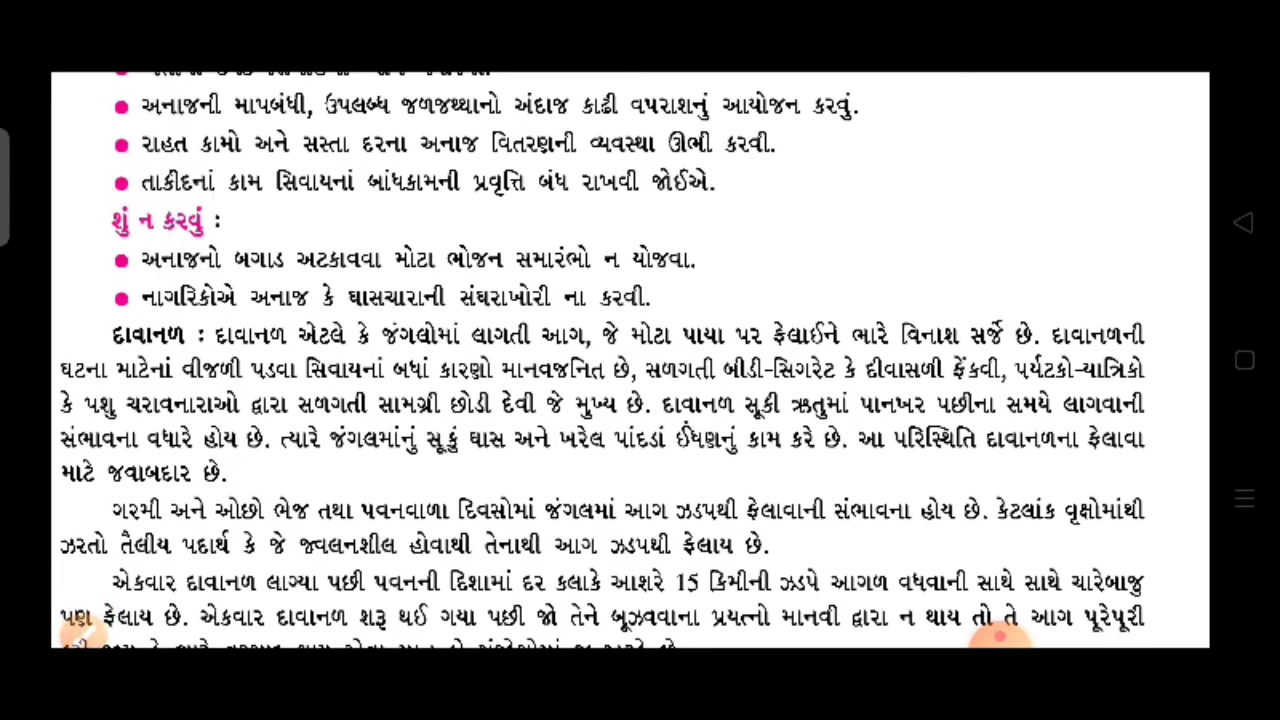 ● અનાજની માપબંધી, ઉપલબ્ધ જળજથ્થાનો અંદાજ કાઢી વપરાશનું આયોજન કરવું.
● રાહત કામો અને સસ્તા દરના અનાજ વિતરણની વ્યવસ્થા ઊભી કરવી.
● તાકીદનાં કામ સિવાયનાં બાંધકામની પ્રવૃત્તિ બંધ રાખવી જોઈએ.
શું ન કરવું :
● અનાજનો બગાડ અટકાવવા મોટા ભોજન સમારંભો ન યોજવા.
● નાગરિકોએ અનાજ કે ઘાસચારાની સંઘરાખોરી ના કરવી.
દાવાનળ : દાવાનળ એટલે કે જંગલોમાં લાગતી આગ, જે મોટા પાયા પર ફેલાઈને ભારે વિનાશ સર્જે છે. દાવાનળની
ઘટના માટેનાં વીજળી પડવા સિવાયનાં બધાં કારણો માનવજનિત છે, સળગતી બીડી-સિગરેટ કે દીવાસળી ફેંકવી, પર્યટકો-યાત્રિકો
કે પશુ ચરાવનારાઓ દ્વારા સળગતી સામગ્રી છોડી દેવી જે મુખ્ય છે. દાવાનળ સૂકી ઋતુમાં પાનખર પછીના સમયે લાગવાની
સંભાવના વધારે હોય છે. ત્યારે જંગલમાંનું સૂકું ઘાસ અને ખરેલ પાંદડાં ઈંધણનું કામ કરે છે. આ પરિસ્થિતિ દાવાનળના ફેલાવા
માટે જવાબદાર છે.
ગરમી અને ઓછો ભેજ તથા પવનવાળા દિવસોમાં જંગલમાં આગ ઝડપથી ફેલાવાની સંભાવના હોય છે. કેટલાંક વૃક્ષોમાંથી
ઝરતો તૈલીય પદાર્થ કે જે જ્વલનશીલ હોવાથી તેનાથી આગ ઝડપથી ફેલાય છે.
એકવાર દાવાનળ લાગ્યા પછી પવનની દિશામાં દર કલાકે આશરે 15 કિમીની ઝડપે આગળ વધવાની સાથે સાથે ચારેબાજુ
પણ ફેલાય છે. એકવાર દાવાનળ શરૂ થઈ ગયા પછી જો તેને બૂઝવવાના પ્રયત્નો માનવી દ્વારા ન થાય તો તે આગ પૂરેપૂરી